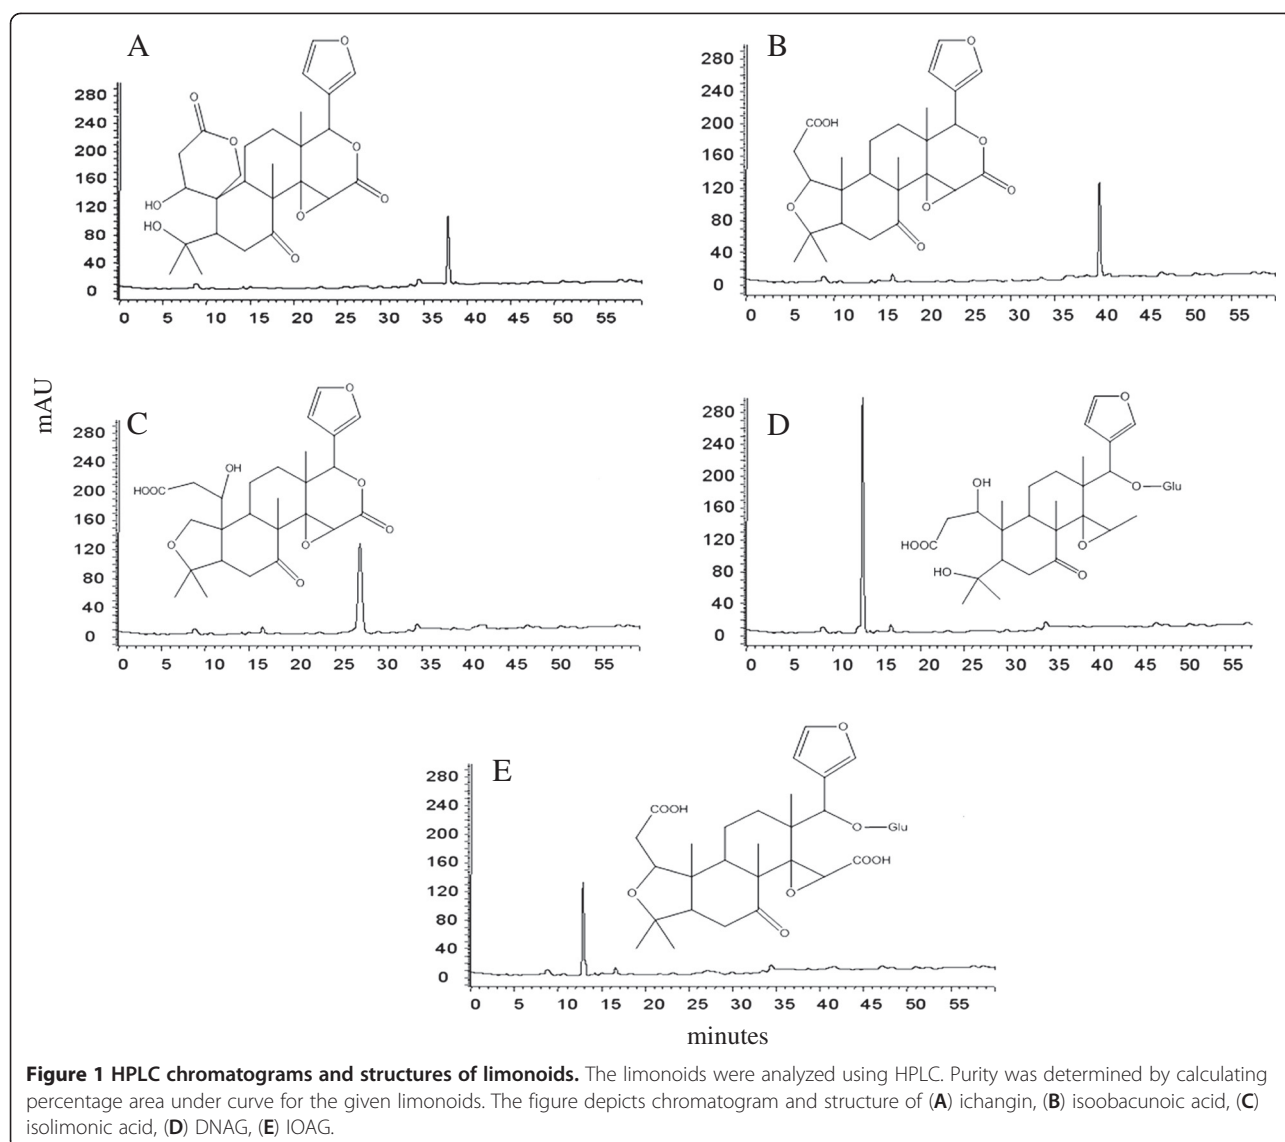 A
280
240
200
160
120
80
40
0
0 5 10 15 20 25 30 35 40 45 50 55
O
O
O
O
HO
HO
O
O
O
B
280
240
200
160
120
80
40
0
0 5 10 15 20 25 30 35 40 45 50 55
O
COOH
O
O
O
O
O
mAU
C
280
240
200
160
120
80
40
0
0 5 10 15 20 25 30 35 40 45 50 55
O
OH
HOOC
O
O
O
O
O
D
280
240
200
160
120
80
40
0
0 5 10 15 20 25 30 35 40 45 50 55
O
OH
O—Glu
HOOC
O
HO
O
E
280
240
200
160
120
80
40
0
0 5 10 15 20 25 30 35 40 45 50 55
O
COOH
O—Glu
COOH
O
O
O
minutes
Figure 1 HPLC chromatograms and structures of limonoids. The limonoids were analyzed using HPLC. Purity was determined by calculating
percentage area under curve for the given limonoids. The figure depicts chromatogram and structure of (A) ichangin, (B) isoobacunoic acid, (C)
isolimonic acid, (D) DNAG, (E) IOAG.